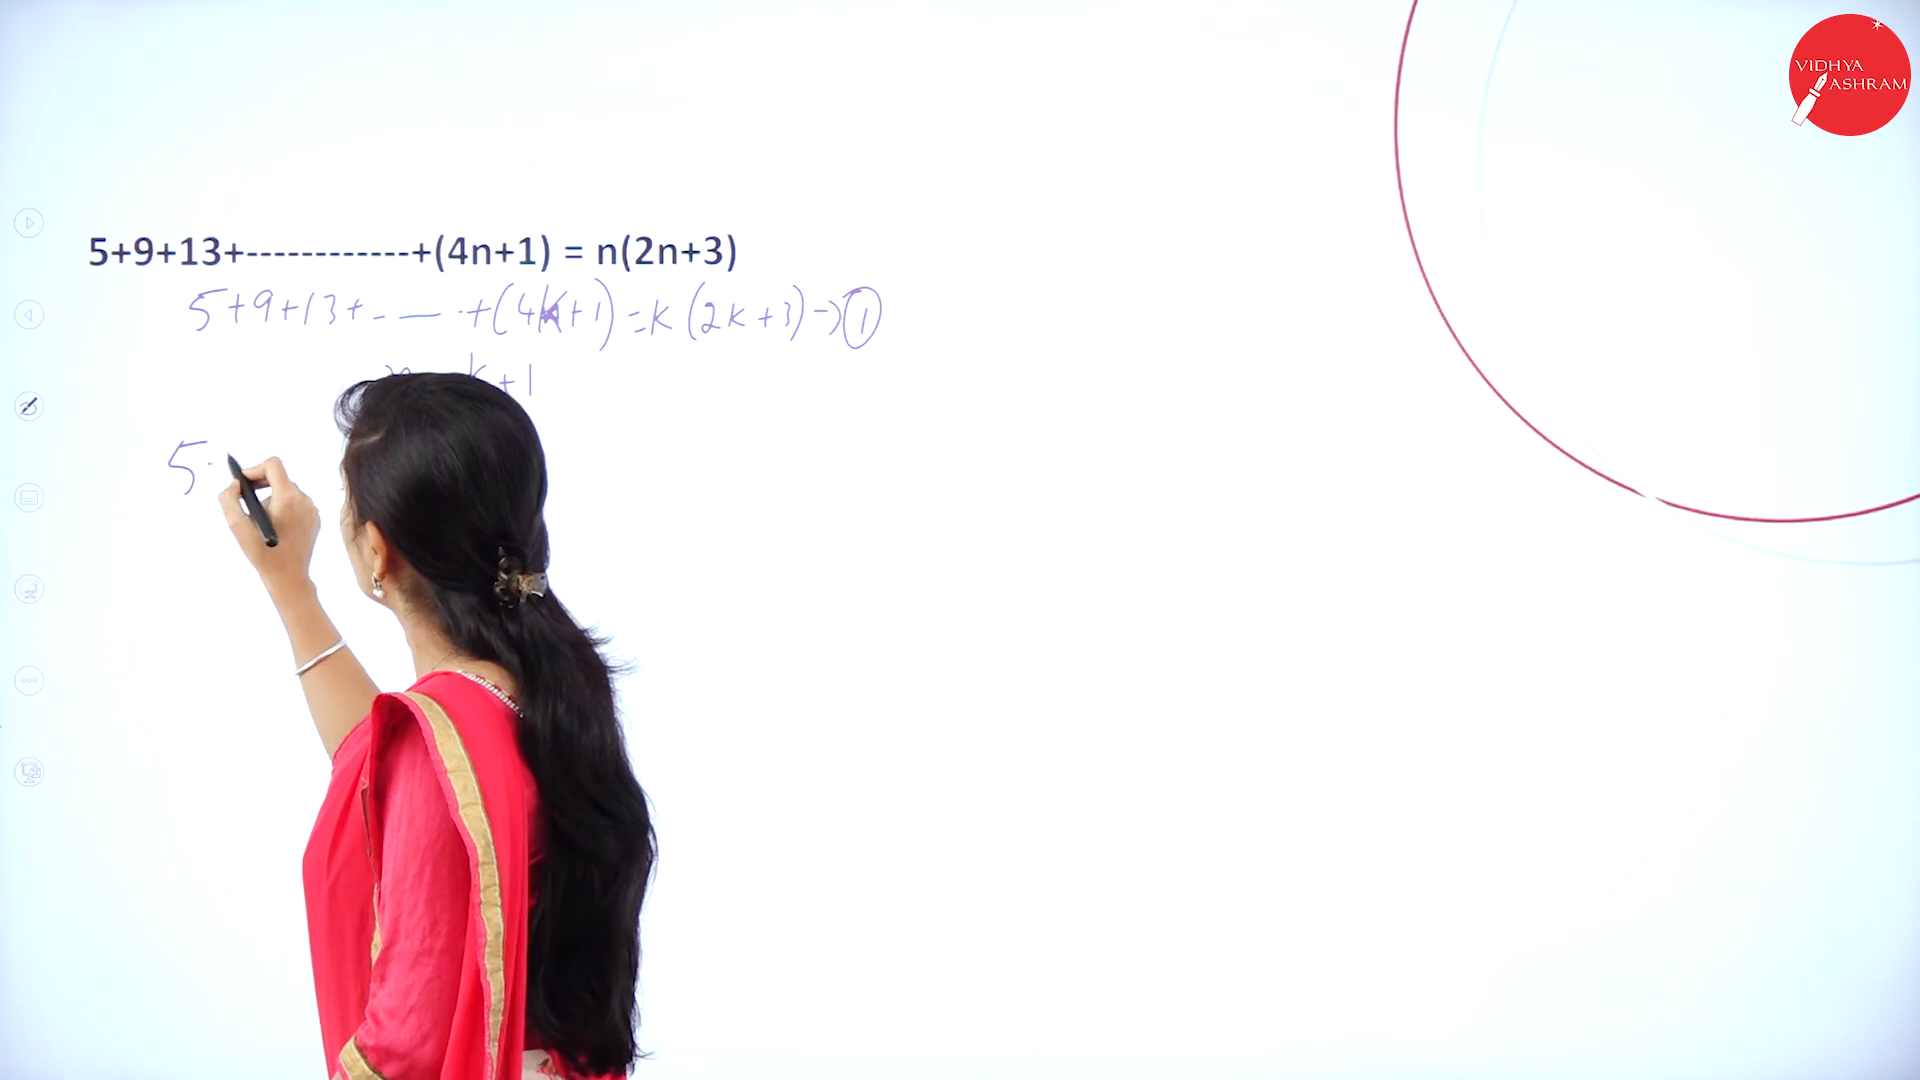 VIDHYA
ASHRAM
5+9+13+------------+(4n+1) = n(2n+3)
5+9+13+-—·+(4k+1)=k(2k+3)→①
k+1
5